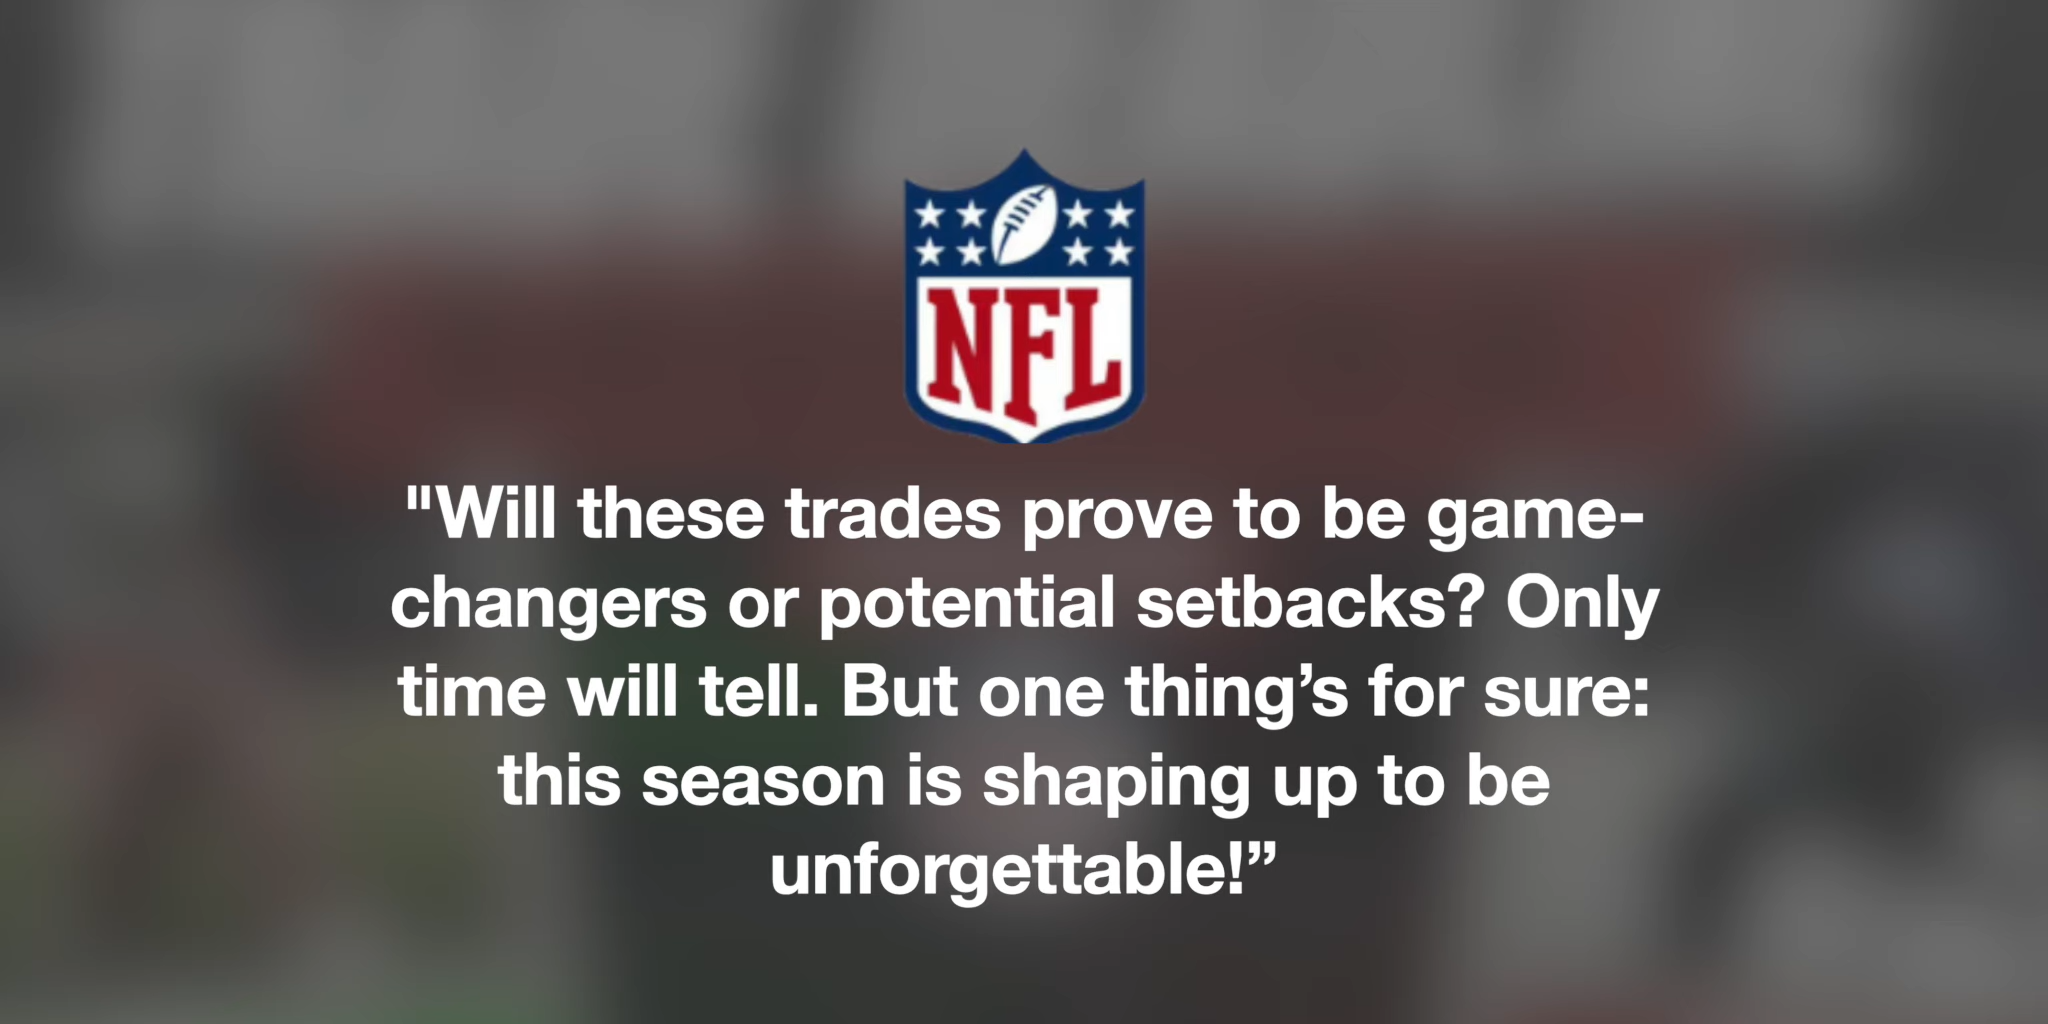 NFL
"Will these trades prove to be game-
changers or potential setbacks? Only
time will tell. But one thing’s for sure:
this season is shaping up to be
unforgettable!”